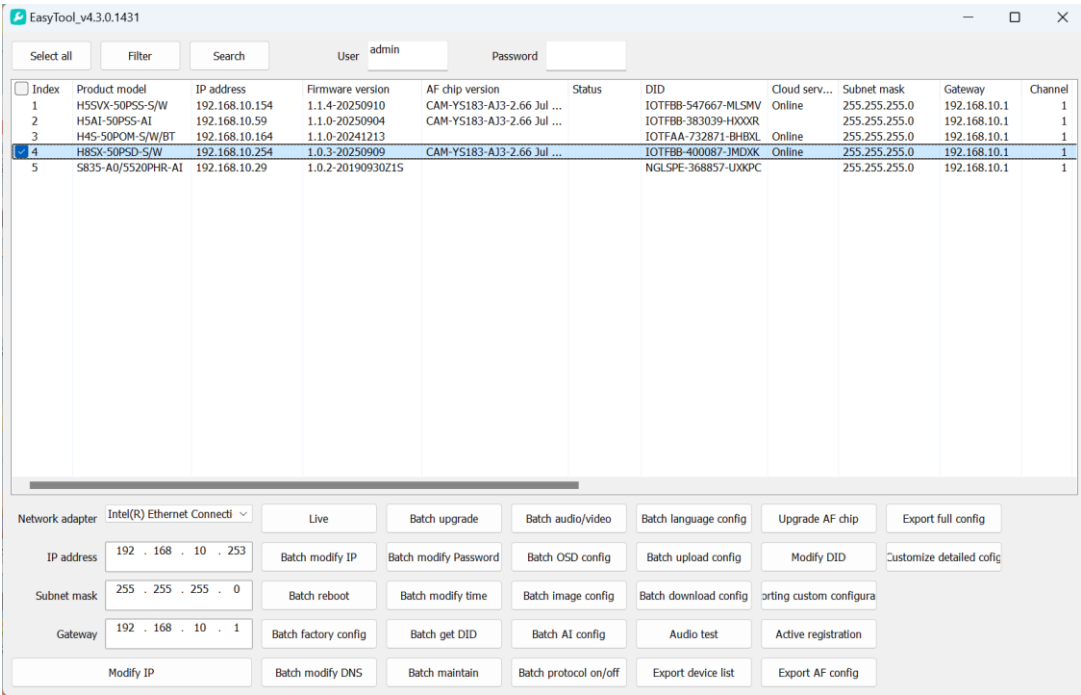 EasyTool_v4.3.0.1431
Select all Filter Search User admin Password
Index Product model IP address Firmware version AF chip version Status DID Cloud serv... Subnet mask Gateway Channel
1 H5SVX-50PSS-S/W 192.168.10.154 1.1.4-20250910 CAM-YS183-AJ3-2.66 Jul ... IOTFBB-547667-MLSMV Online 255.255.255.0 192.168.10.1 1
2 H5AI-50PSS-AI 192.168.10.59 1.1.0-20250904 CAM-YS183-AJ3-2.66 Jul ... IOTFBB-383039-HXXXR 255.255.255.0 192.168.10.1 1
3 H4S-50POM-S/W/BT 192.168.10.164 1.1.0-20241213 IOTFAA-732871-BHBXL Online 255.255.255.0 192.168.10.1 1
4 H8SX-50PSD-S/W 192.168.10.254 1.0.3-20250909 CAM-YS183-AJ3-2.66 Jul ... IOTFBB-400087-JMDXK Online 255.255.255.0 192.168.10.1 1
5 S835-A0/5520PHR-AI 192.168.10.29 1.0.2-20190930Z1S NGLSPE-368857-UXKPC 255.255.255.0 192.168.10.1 1
Network adapter Intel(R) Ethernet Connecti Live Batch upgrade Batch audio/video Batch language config Upgrade AF chip Export full config
IP address 192 . 168 . 10 . 253 Batch modify IP Batch modify Password Batch OSD config Batch upload config Modify DID Customize detailed cofig
Subnet mask 255 . 255 . 255 . 0 Batch reboot Batch modify time Batch image config Batch download config orting custom configura
Gateway 192 . 168 . 10 . 1 Batch factory config Batch get DID Batch AI config Audio test Active registration
Modify IP Batch modify DNS Batch maintain Batch protocol on/off Export device list Export AF config